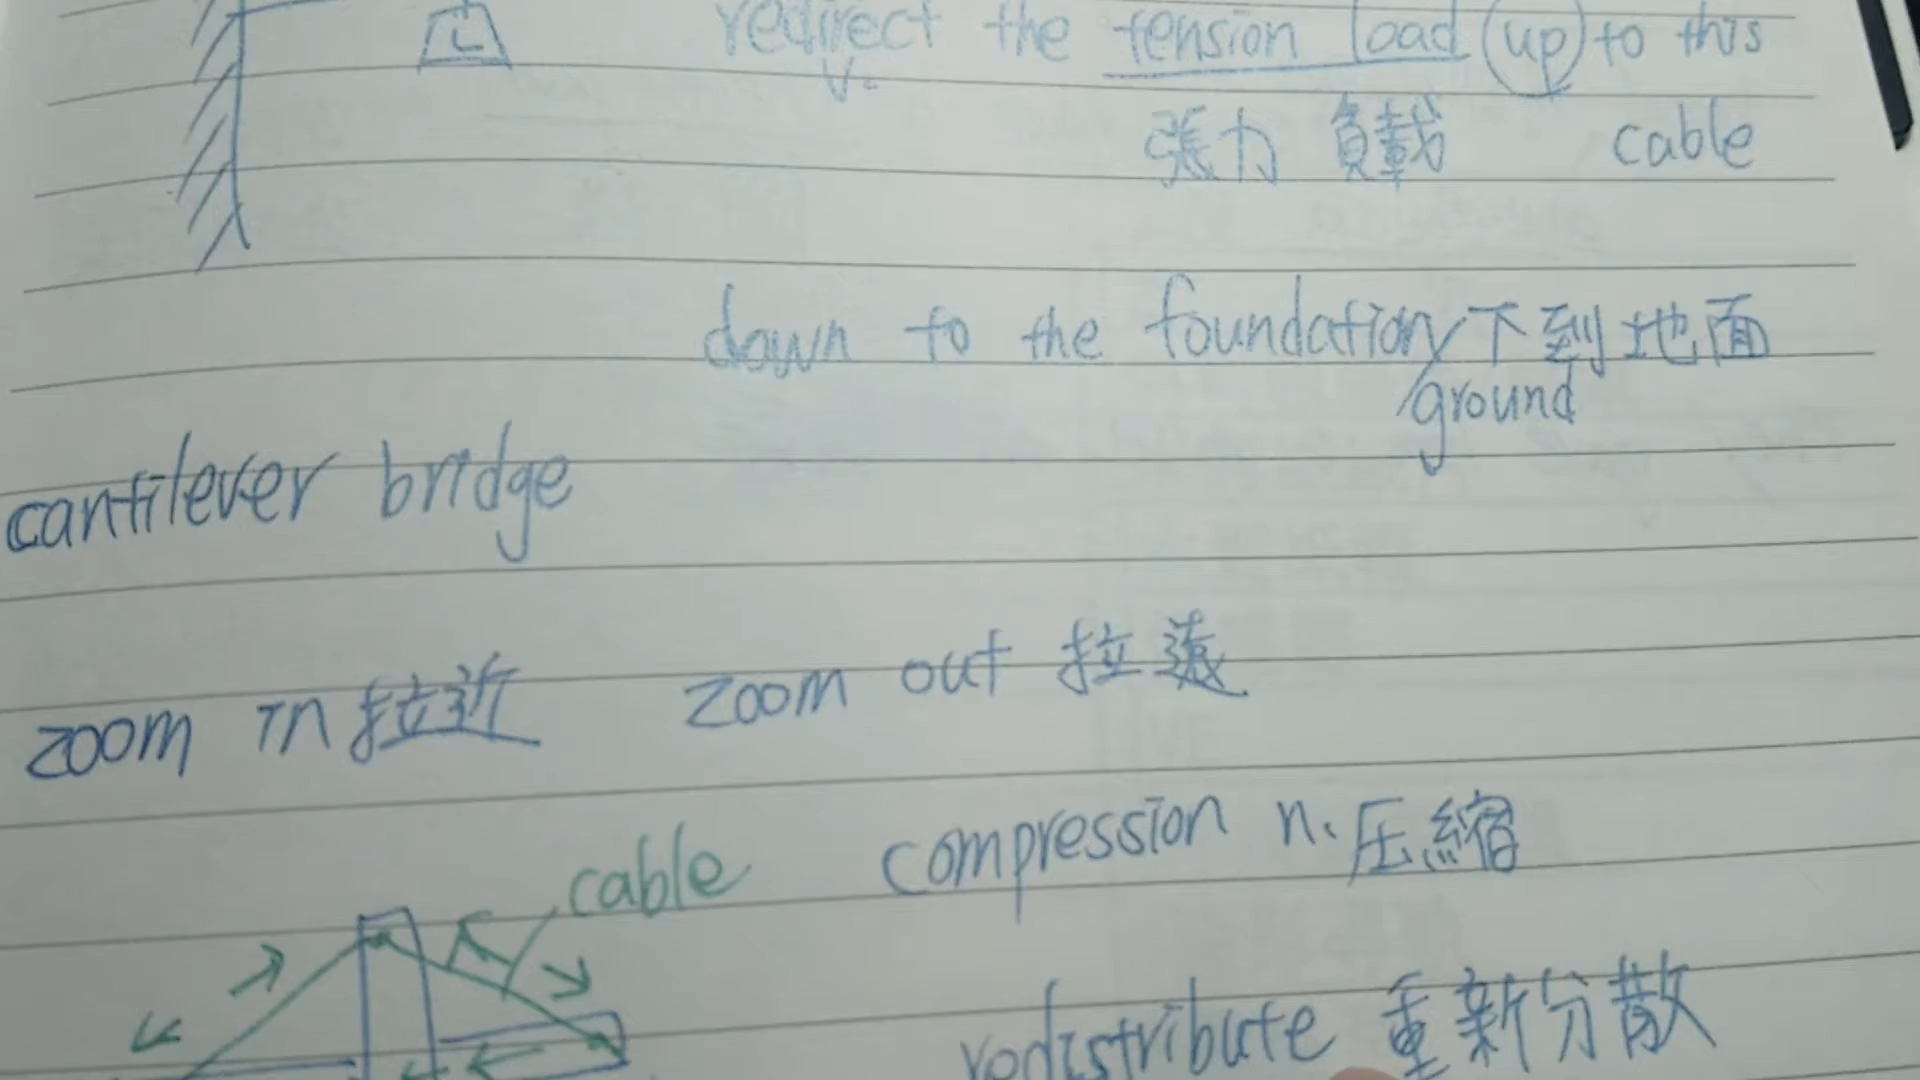 L
redirect the tension load up to this
v.
張力 負載 cable
down to the foundation/下到地面
ground
cantilever bridge
zoom in 拉近 zoom out 拉遠
compression n. 压縮
cable
redistribute 重新分散